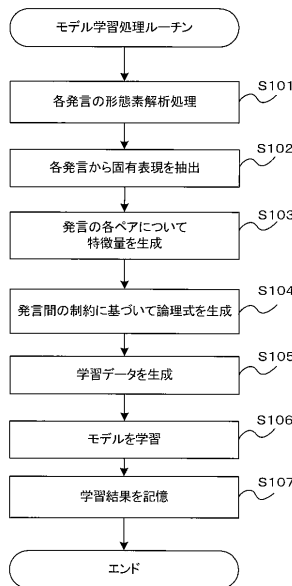 モデル学習処理ルーチン
S101
各発言の形態素解析処理
S102
各発言から固有表現を抽出
S103
発言の各ペアについて
特徴量を生成
S104
発言間の制約に基づいて論理式を生成
S105
学習データを生成
S106
モデルを学習
S107
学習結果を記憶
エンド